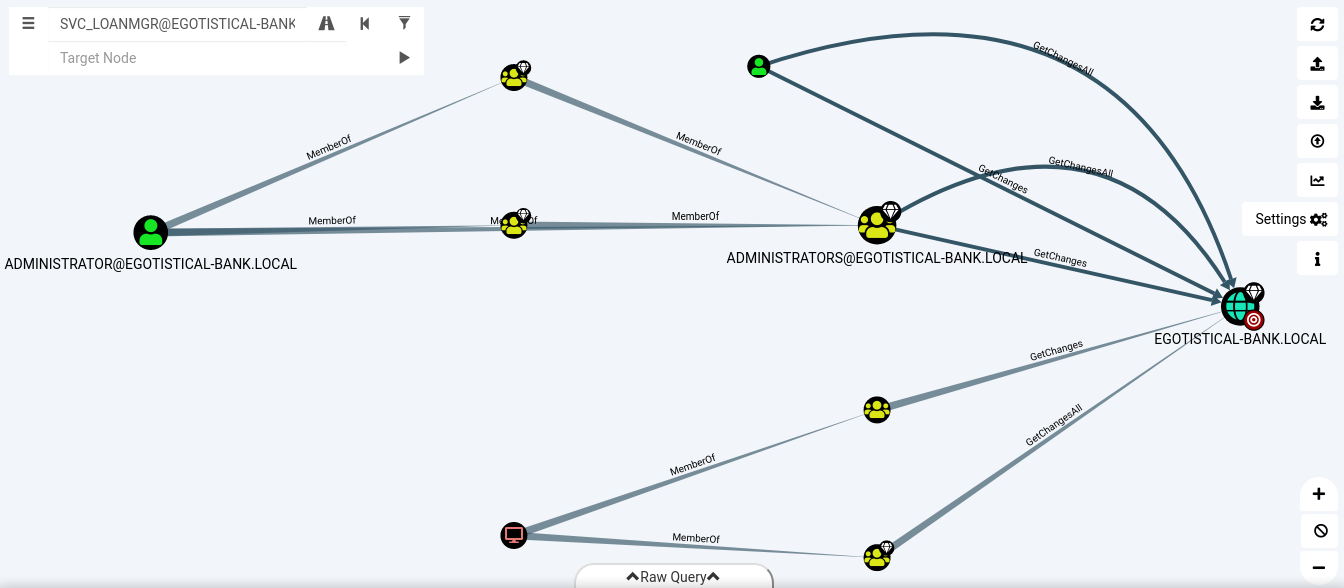 SVC_LOANMGR@EGOTISTICAL-BANK
Target Node
GetChangesAll
MemberOf
MemberOf
GetChangesAll
GetChanges
MemberOf
MemberOf
MemberOf
Settings
ADMINISTRATOR@EGOTISTICAL-BANK.LOCAL
ADMINISTRATORS@EGOTISTICAL-BANK.LOCAL
GetChanges
EGOTISTICAL-BANK.LOCAL
GetChanges
GetChangesAll
MemberOf
MemberOf
Raw Query